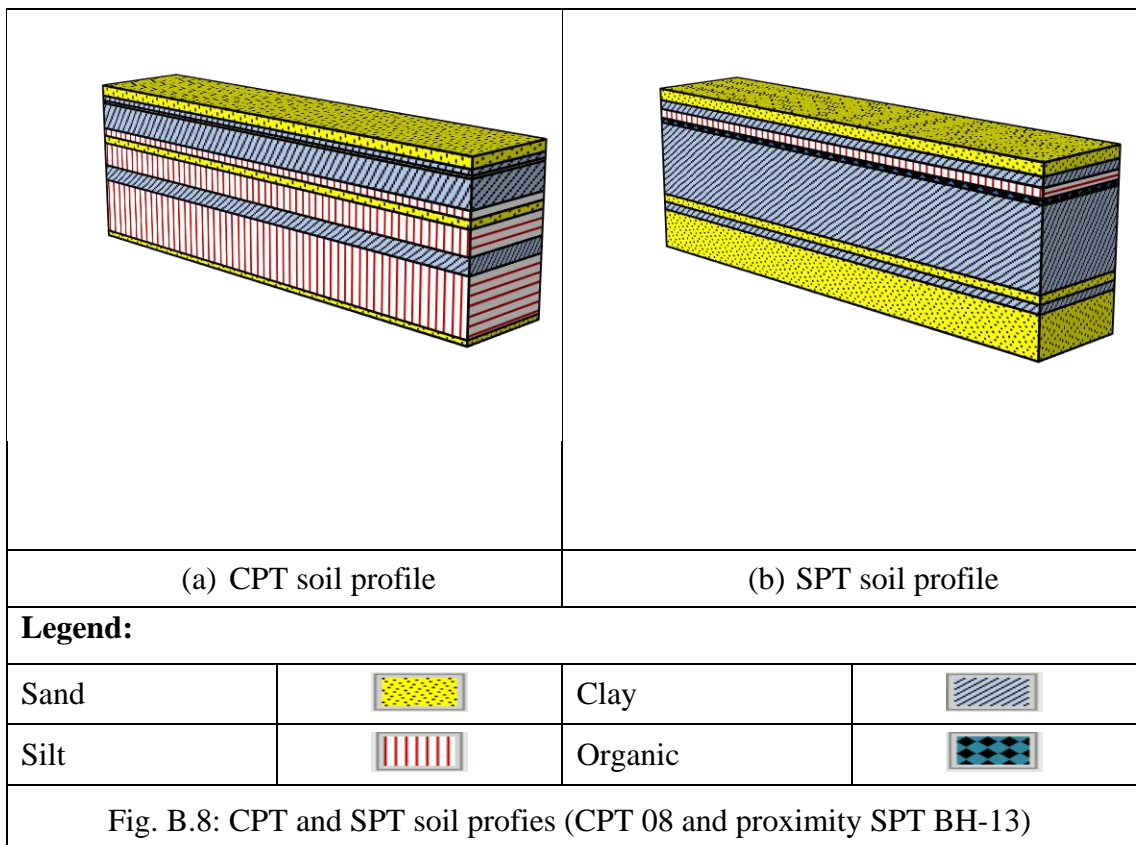 (a) CPT soil profile
(b) SPT soil profile
Legend:
Sand
Clay
Silt
Organic
Fig. B.8: CPT and SPT soil profies (CPT 08 and proximity SPT BH-13)